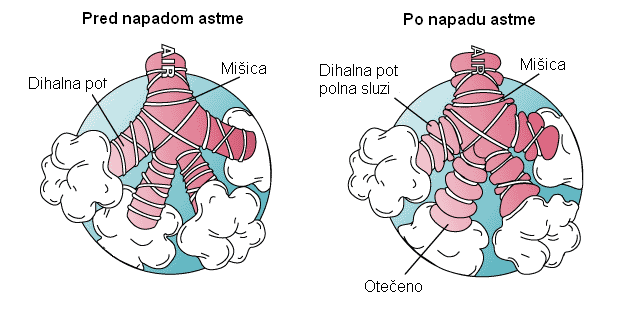 Pred napadom astme
AIR
Mišica
Dihalna pot
Po napadu astme
AIR
Mišica
Dihalna pot
polna sluzi
Otečeno